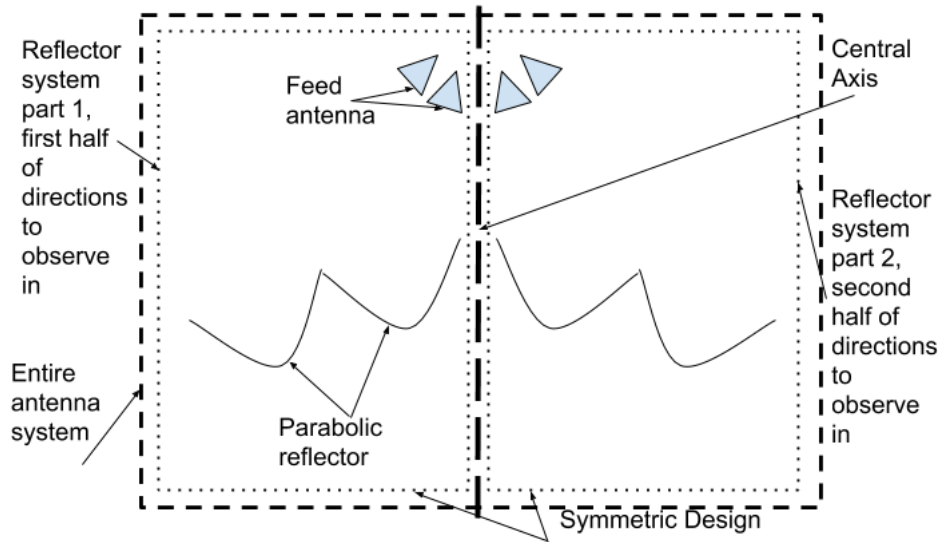 Reflector
system
part 1,
first half
of
directions
to
observe
in
Feed
antenna
Central
Axis
Reflector
system
part 2,
second
half of
directions
to
observe
in
Entire
antenna
system
Parabolic
reflector
Symmetric Design